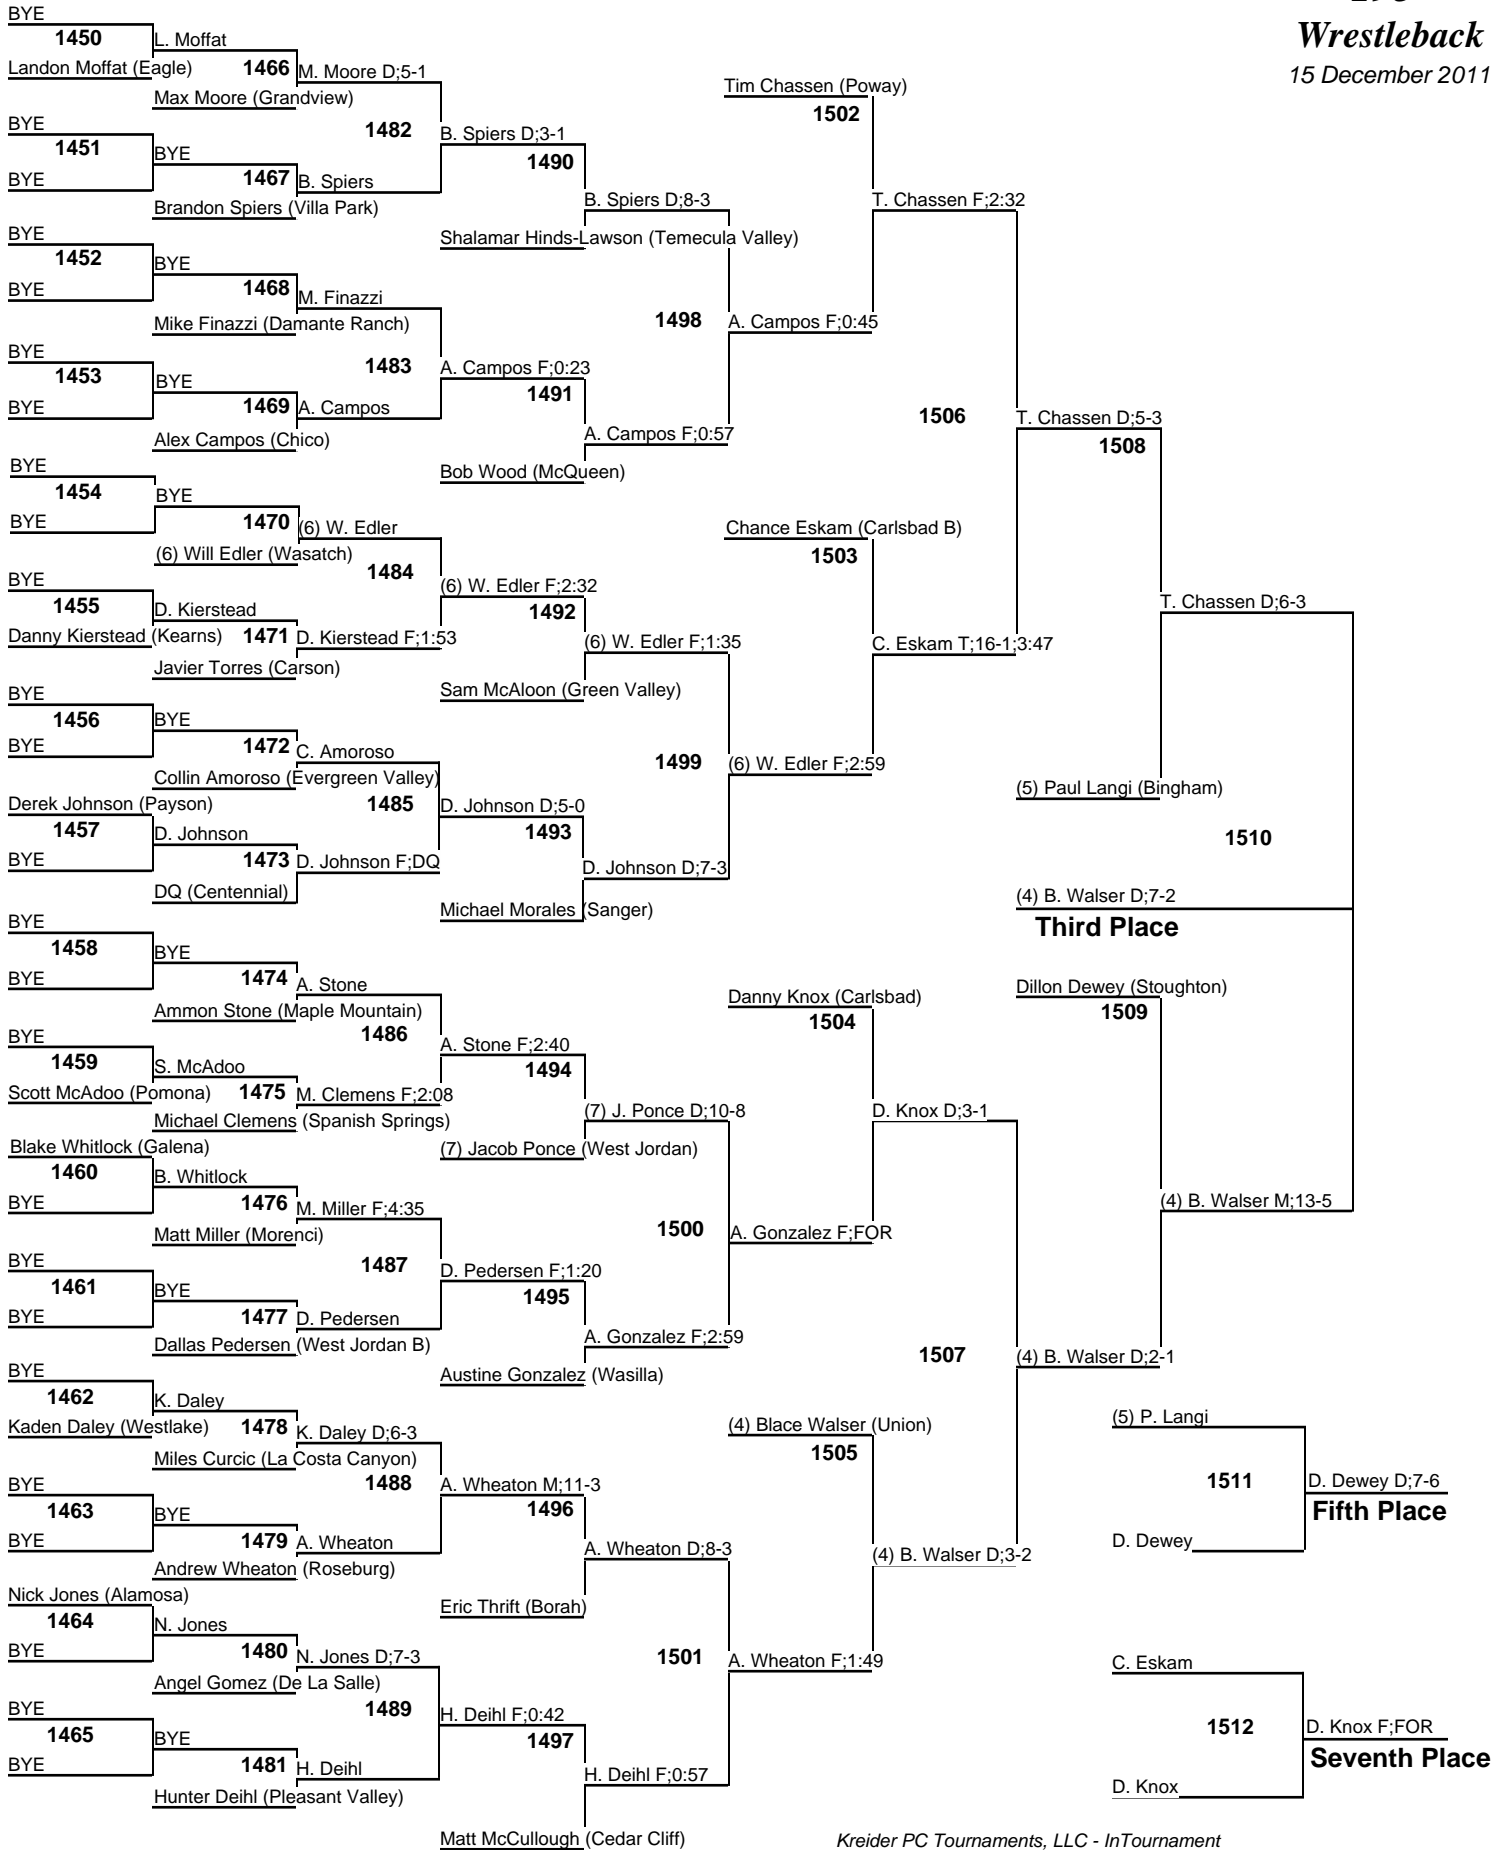 Wrestleback
15 December 2011
BYE
1450
L. Moffat
Landon Moffat (Eagle)
1466
M. Moore D;5-1
Max Moore (Grandview)
1482
BYE
1451
BYE
BYE
1467
B. Spiers
Brandon Spiers (Villa Park)
B. Spiers D;3-1
1490
B. Spiers D;8-3
Shalamar Hinds-Lawson (Temecula Valley)
BYE
1452
BYE
BYE
1468
M. Finazzi
Mike Finazzi (Damante Ranch)
1483
BYE
1453
BYE
BYE
1469
A. Campos
Alex Campos (Chico)
A. Campos F;0:23
1491
A. Campos F;0:57
Bob Wood (McQueen)
1498
A. Campos F;0:45
Tim Chassen (Poway)
1502
T. Chassen F;2:32
1506
T. Chassen D;5-3
1508
BYE
1454
BYE
BYE
1470
(6) W. Edler
(6) Will Edler (Wasatch)
1484
BYE
1455
D. Kierstead
Danny Kierstead (Kearns)
1471
D. Kierstead F;1:53
Javier Torres (Carson)
(6) W. Edler F;2:32
1492
(6) W. Edler F;1:35
Sam McAloon (Green Valley)
BYE
1456
BYE
BYE
1472
C. Amoroso
Collin Amoroso (Evergreen Valley)
1485
Derek Johnson (Payson)
1457
D. Johnson
BYE
1473
D. Johnson F;DQ
DQ (Centennial)
D. Johnson D;5-0
1493
D. Johnson D;7-3
Michael Morales (Sanger)
1499
(6) W. Edler F;2:59
Chance Eskam (Carlsbad B)
1503
C. Eskam T;16-1;3:47
T. Chassen D;6-3
(5) Paul Langi (Bingham)
1510
(4) B. Walser D;7-2
Third Place
BYE
1458
BYE
BYE
1474
A. Stone
Ammon Stone (Maple Mountain)
1486
BYE
1459
S. McAdoo
Scott McAdoo (Pomona)
1475
M. Clemens F;2:08
Michael Clemens (Spanish Springs)
A. Stone F;2:40
1494
(7) J. Ponce D;10-8
(7) Jacob Ponce (West Jordan)
Blake Whitlock (Galena)
1460
B. Whitlock
BYE
1476
M. Miller F;4:35
Matt Miller (Morenci)
1487
BYE
1461
BYE
BYE
1477
D. Pedersen
Dallas Pedersen (West Jordan B)
D. Pedersen F;1:20
1495
A. Gonzalez F;2:59
Austine Gonzalez (Wasilla)
1500
A. Gonzalez F;FOR
Danny Knox (Carlsbad)
1504
D. Knox D;3-1
1507
(4) B. Walser D;2-1
Dillon Dewey (Stoughton)
1509
(4) B. Walser M;13-5
BYE
1462
K. Daley
Kaden Daley (Westlake)
1478
K. Daley D;6-3
Miles Curcic (La Costa Canyon)
1488
BYE
1463
BYE
BYE
1479
A. Wheaton
Andrew Wheaton (Roseburg)
A. Wheaton M;11-3
1496
A. Wheaton D;8-3
Eric Thrift (Borah)
Nick Jones (Alamosa)
1464
N. Jones
BYE
1480
N. Jones D;7-3
Angel Gomez (De La Salle)
1489
BYE
1465
BYE
BYE
1481
H. Deihl
Hunter Deihl (Pleasant Valley)
H. Deihl F;0:42
1497
H. Deihl F;0:57
Matt McCullough (Cedar Cliff)
1501
A. Wheaton F;1:49
(4) Blace Walser (Union)
1505
(4) B. Walser D;3-2
(5) P. Langi
1511
D. Dewey D;7-6
Fifth Place
D. Dewey
C. Eskam
1512
D. Knox F;FOR
Seventh Place
D. Knox
Kreider PC Tournaments, LLC - InTournament